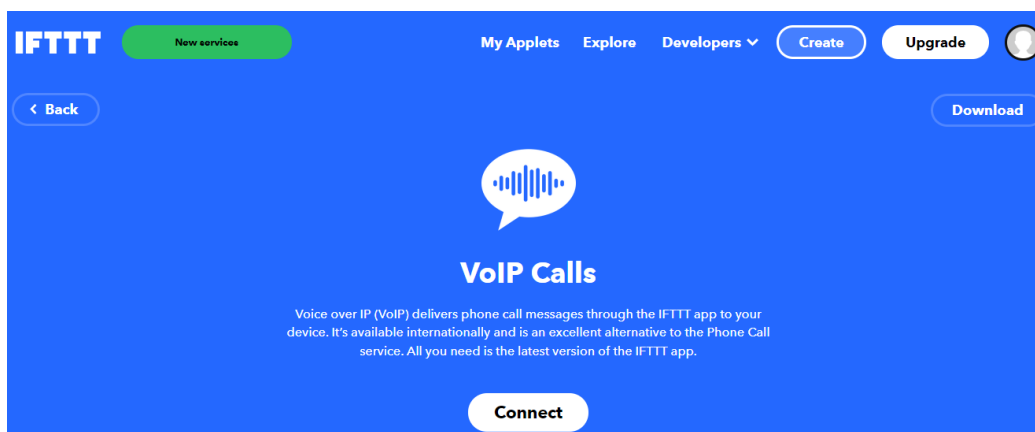 IFTTT New services My Applets Explore Developers Create Upgrade
Back Download
VoIP Calls
Voice over IP (VoIP) delivers phone call messages through the IFTTT app to your
device. It's available internationally and is an excellent alternative to the Phone Call
service. All you need is the latest version of the IFTTT app.
Connect